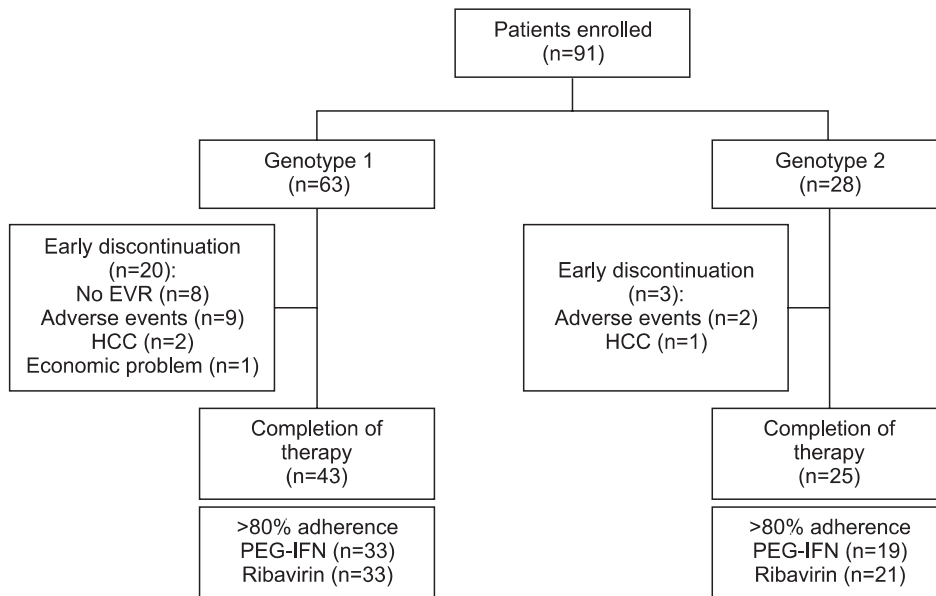 Patients enrolled
(n=91)
Genotype 1
(n=63)
Genotype 2
(n=28)
Early discontinuation
(n=20):
No EVR (n=8)
Adverse events (n=9)
HCC (n=2)
Economic problem (n=1)
Early discontinuation
(n=3):
Adverse events (n=2)
HCC (n=1)
Completion of
therapy
(n=43)
Completion of
therapy
(n=25)
>80% adherence
PEG-IFN (n=33)
Ribavirin (n=33)
>80% adherence
PEG-IFN (n=19)
Ribavirin (n=21)